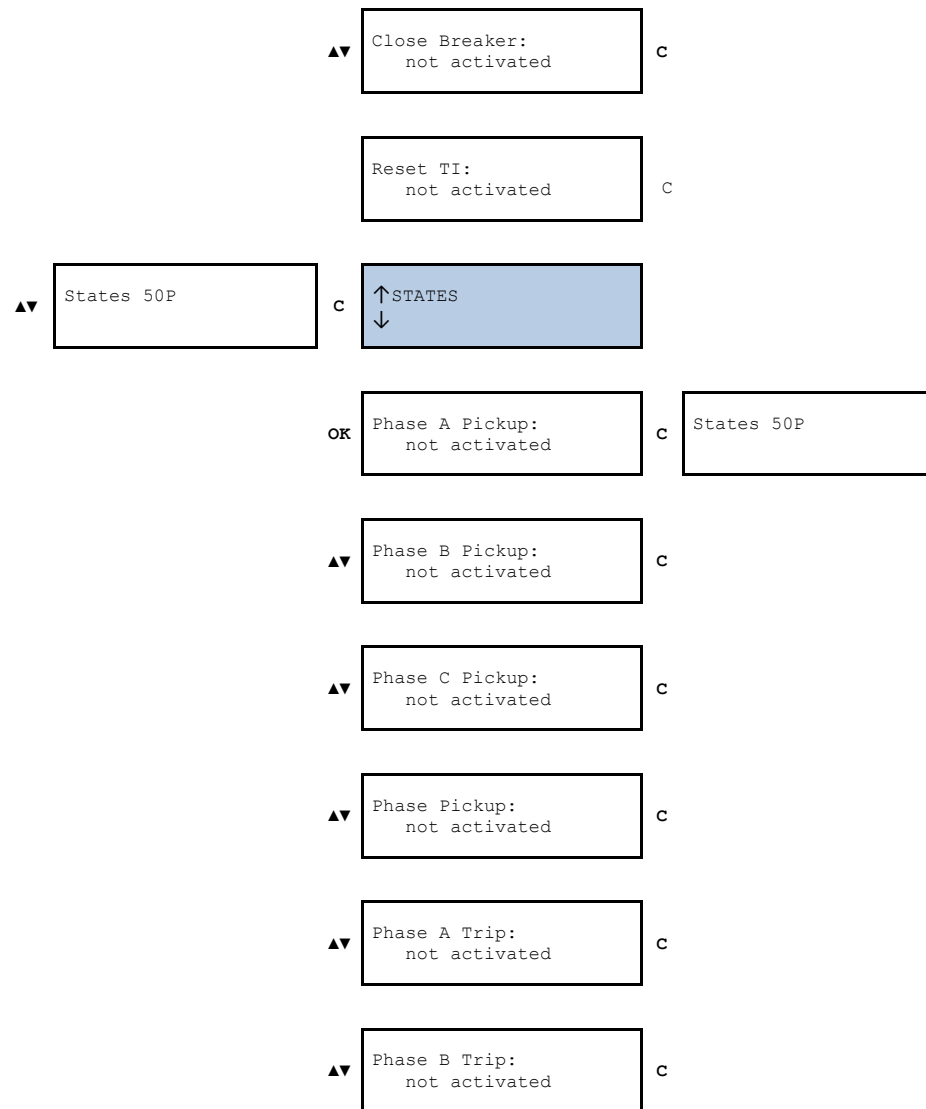 Close Breaker:
▲▼ not activated C
Reset TI:
not activated C
▲▼ States 50P C ↑STATES
↓
OK Phase A Pickup: C States 50P
not activated
▲▼ Phase B Pickup: C
not activated
▲▼ Phase C Pickup: C
not activated
▲▼ Phase Pickup: C
not activated
▲▼ Phase A Trip: C
not activated
▲▼ Phase B Trip: C
not activated